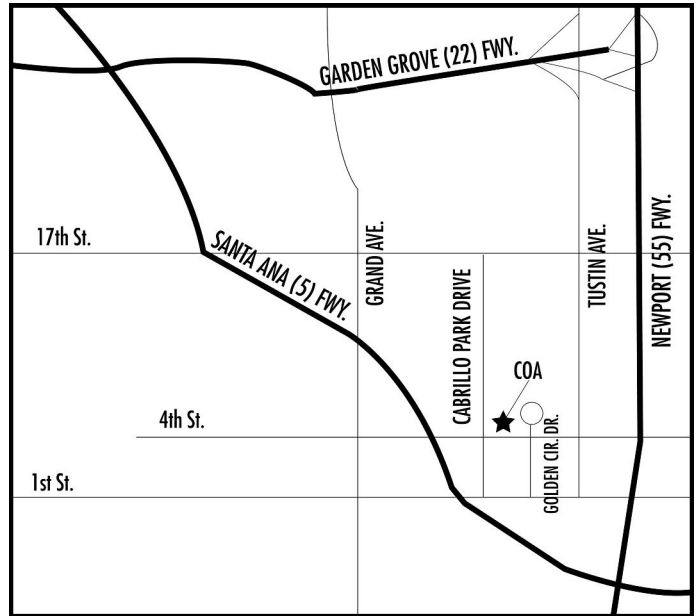 GARDEN GROVE (22) FWY.
17th St.
SANTA ANA (5) FWY.
GRAND AVE.
TUSTIN AVE.
NEWPORT (55) FWY.
CABRILLO PARK DRIVE
COA
4th St.
GOLDEN CIR. DR.
1st St.